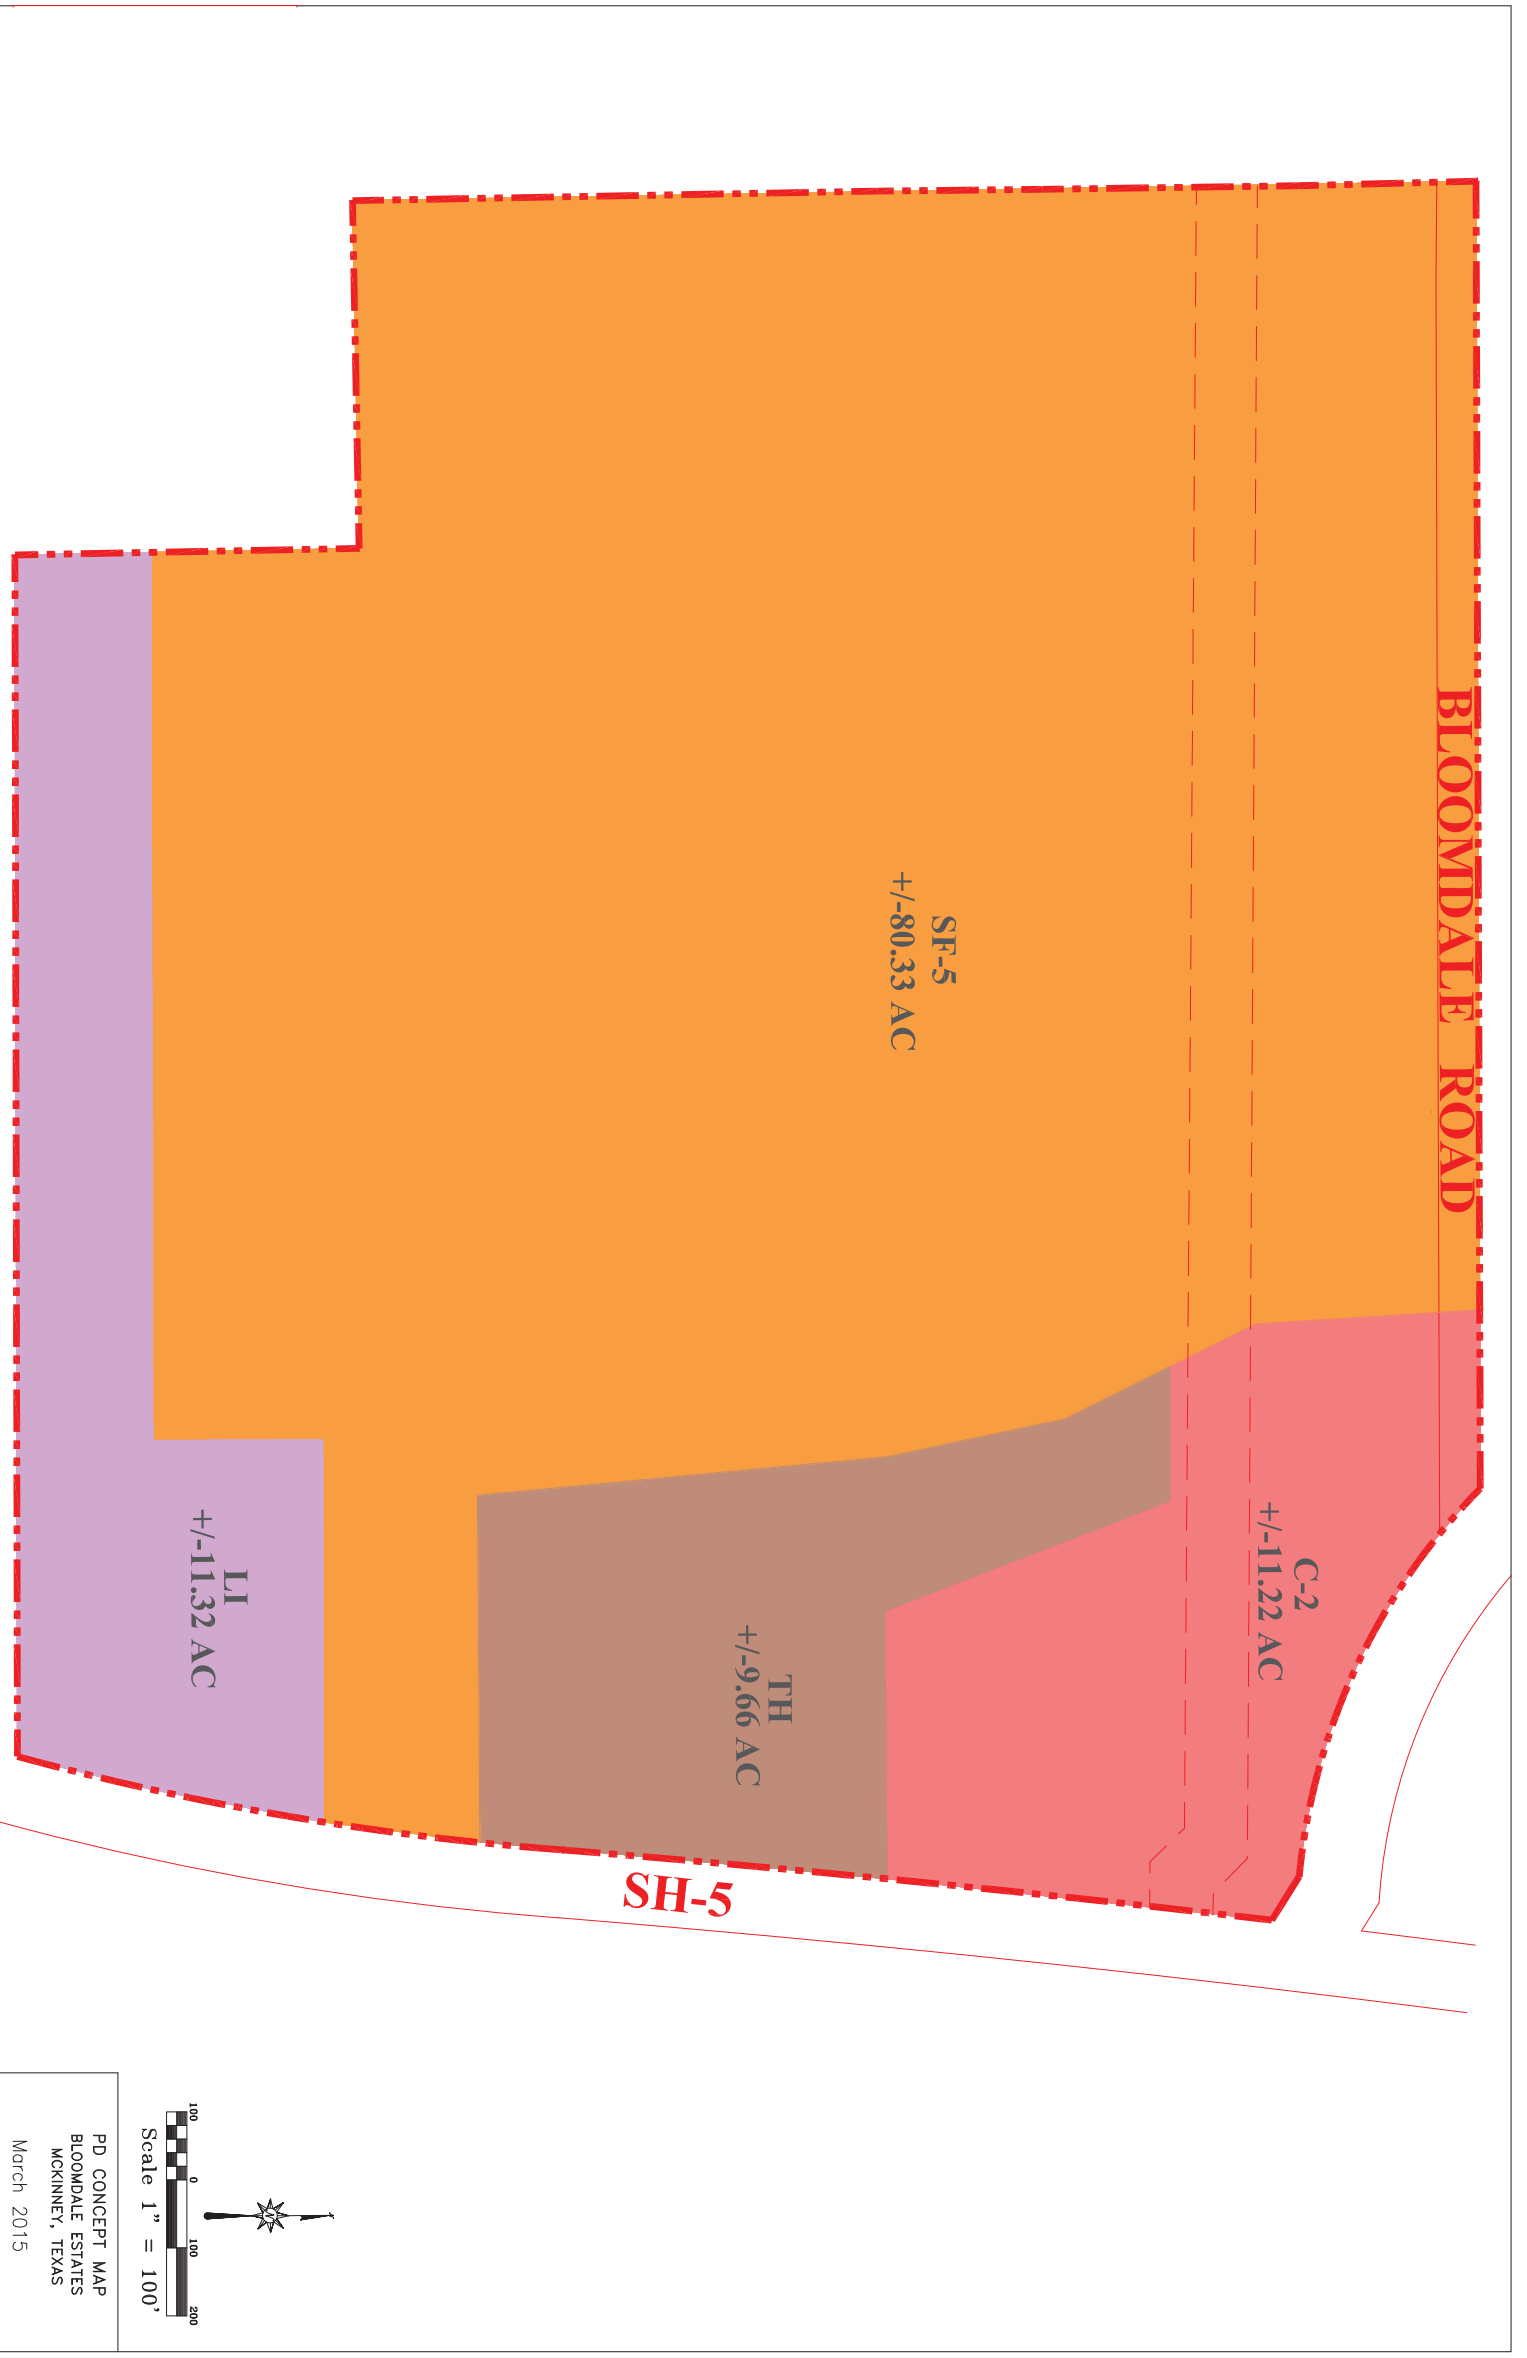 BLOOMDALE ROAD
SF-5
+/-80.33 AC
C-2
+/-11.22 AC
TH
+/-9.66 AC
LI
+/-11.32 AC
SH-5
N
100 0 100 200
Scale 1" = 100'
PD CONCEPT MAP
BLOOMDALE ESTATES
MCKINNEY, TEXAS
March 2015